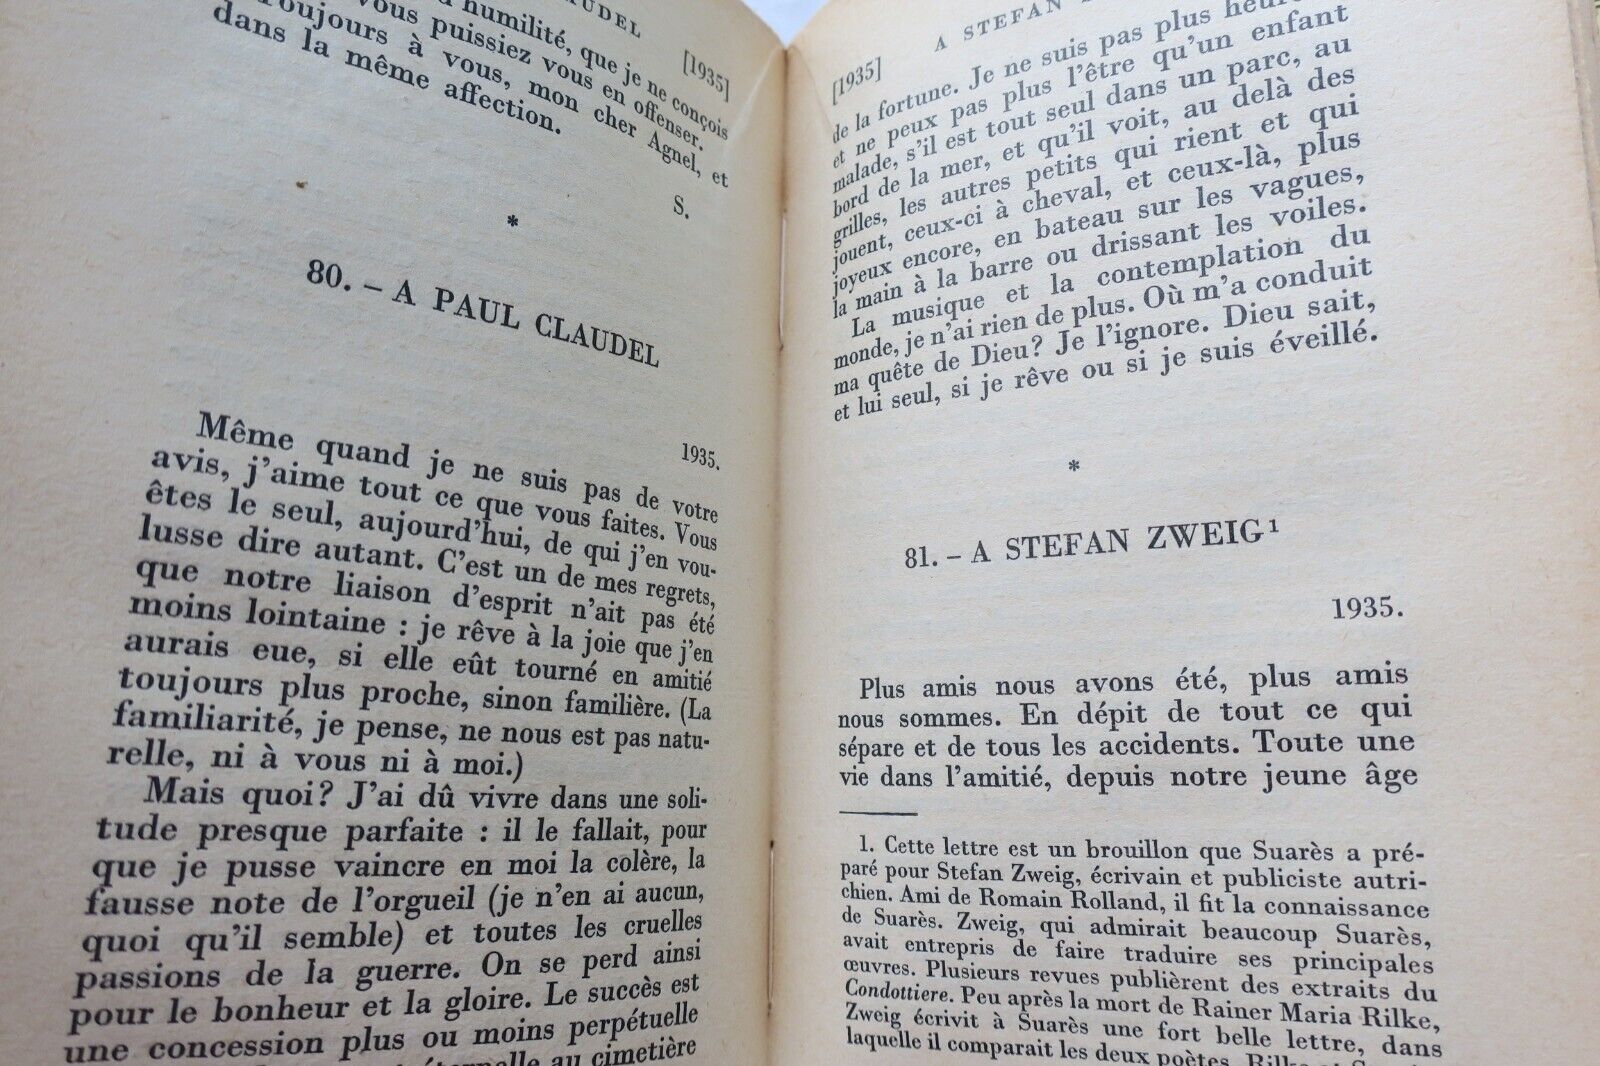 CLAUDEL
[1935]
humilité, que je ne conçois
vous puissiez vous en offenser.
Toujours à vous, mon cher Agnel, et
dans la même affection.
S.
*
80. – A PAUL CLAUDEL
1935.
Même quand je ne suis pas de votre
avis, j'aime tout ce que vous faites. Vous
êtes le seul, aujourd'hui, de qui j'en vou-
lusse dire autant. C'est un de mes regrets,
que notre liaison d'esprit n'ait pas été
moins lointaine : je rêve à la joie que j'en
aurais eue, si elle eût tourné en amitié
toujours plus proche, sinon familière. (La
familiarité, je pense, ne nous est pas natu-
relle, ni à vous ni à moi.)
Mais quoi? J'ai dû vivre dans une soli-
tude presque parfaite : il le fallait, pour
que je pusse vaincre en moi la colère, la
fausse note de l'orgueil (je n'en ai aucun,
quoi qu'il semble) et toutes les cruelles
passions de la guerre. On se perd ainsi
pour le bonheur et la gloire. Le succès est
une concession plus ou moins perpétuelle
au cimetière
[1935]
A STEFAN
de la fortune. Je ne suis pas plus
et ne peux pas plus l'être qu'un enfant
malade, s'il est tout seul dans un parc, au
bord de la mer, et qu'il voit, au delà des
grilles, les autres petits qui rient et qui
jouent, ceux-ci à cheval, et ceux-là, plus
joyeux encore, en bateau sur les vagues,
la main à la barre ou drissant les voiles.
La musique et la contemplation du
monde, je n'ai rien de plus. Où m'a conduit
ma quête de Dieu? Je l'ignore. Dieu sait,
et lui seul, si je rêve ou si je suis éveillé.
*
81. – A STEFAN ZWEIG¹
1935.
Plus amis nous avons été, plus amis
nous sommes. En dépit de tout ce qui
sépare et de tous les accidents. Toute une
vie dans l'amitié, depuis notre jeune âge
1. Cette lettre est un brouillon que Suarès a pré-
paré pour Stefan Zweig, écrivain et publiciste autri-
chien. Ami de Romain Rolland, il fit la connaissance
de Suarès. Zweig, qui admirait beaucoup Suarès,
avait entrepris de faire traduire ses principales
œuvres. Plusieurs revues publièrent des extraits du
Condottiere. Peu après la mort de Rainer Maria Rilke,
Zweig écrivit à Suarès une fort belle lettre, dans
laquelle il comparait les deux poètes.